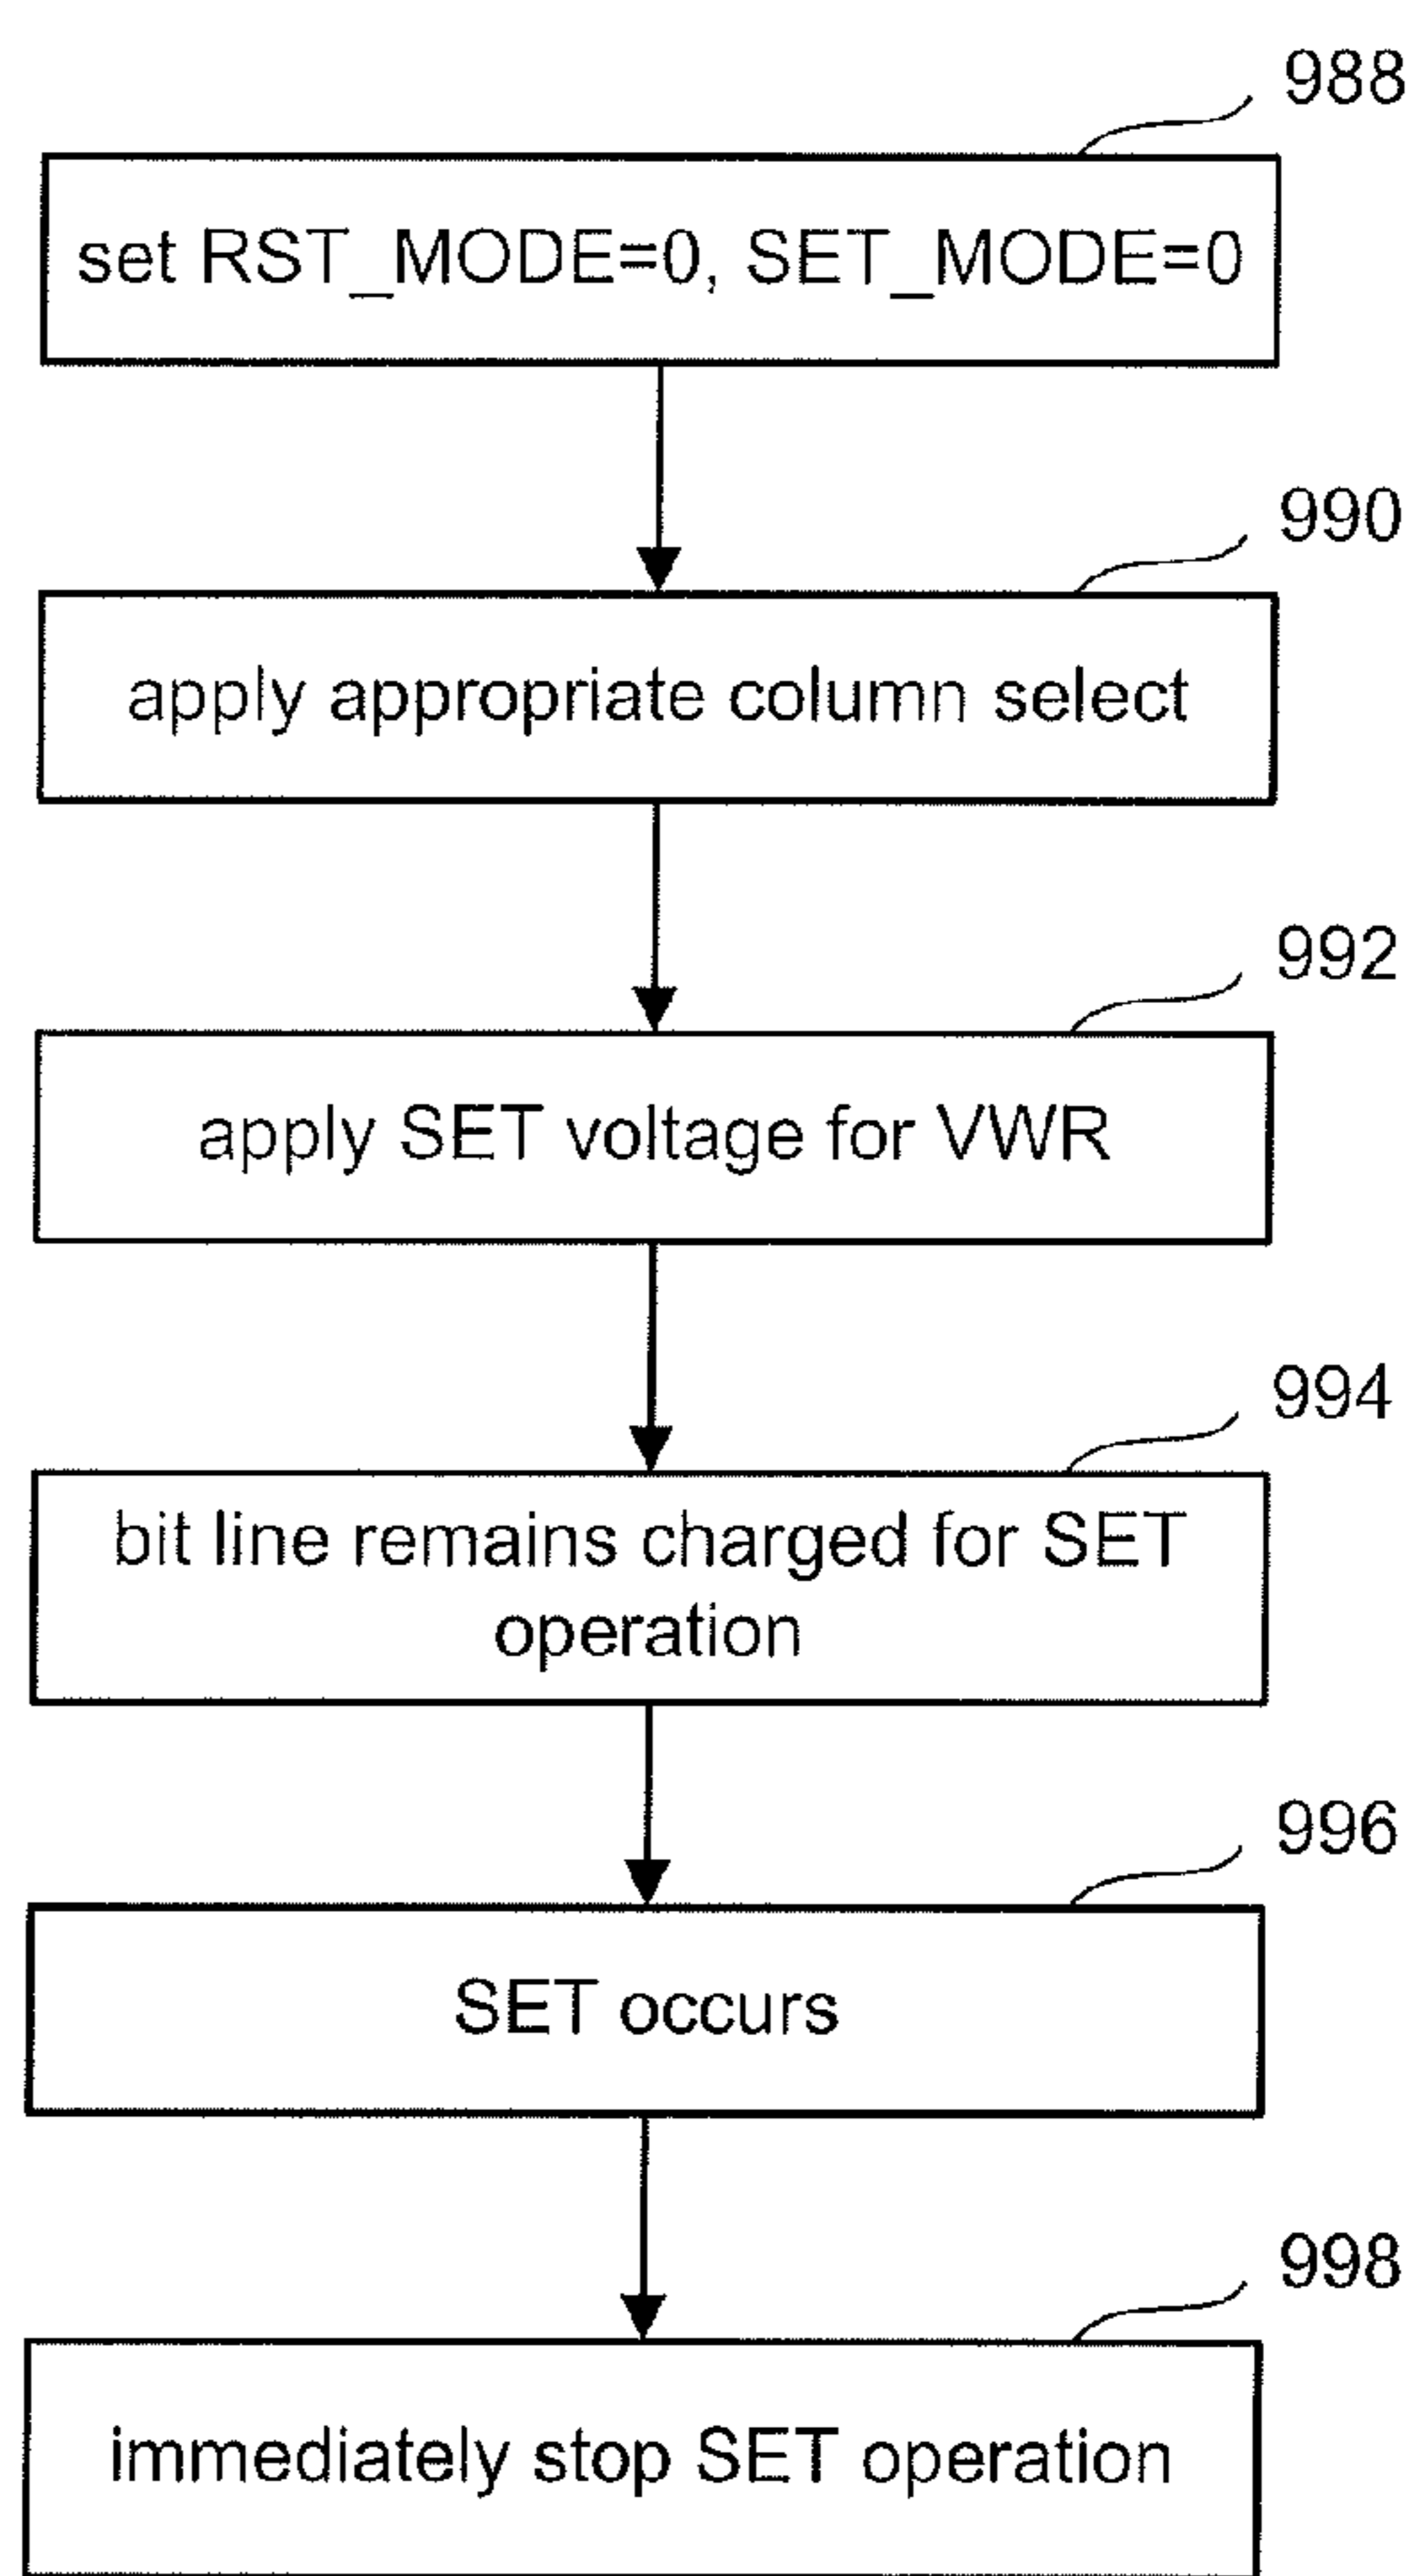 988
set RST_MODE=0, SET_MODE=0
990
apply appropriate column select
992
apply SET voltage for VWR
994
bit line remains charged for SET
operation
996
SET occurs
998
immediately stop SET operation